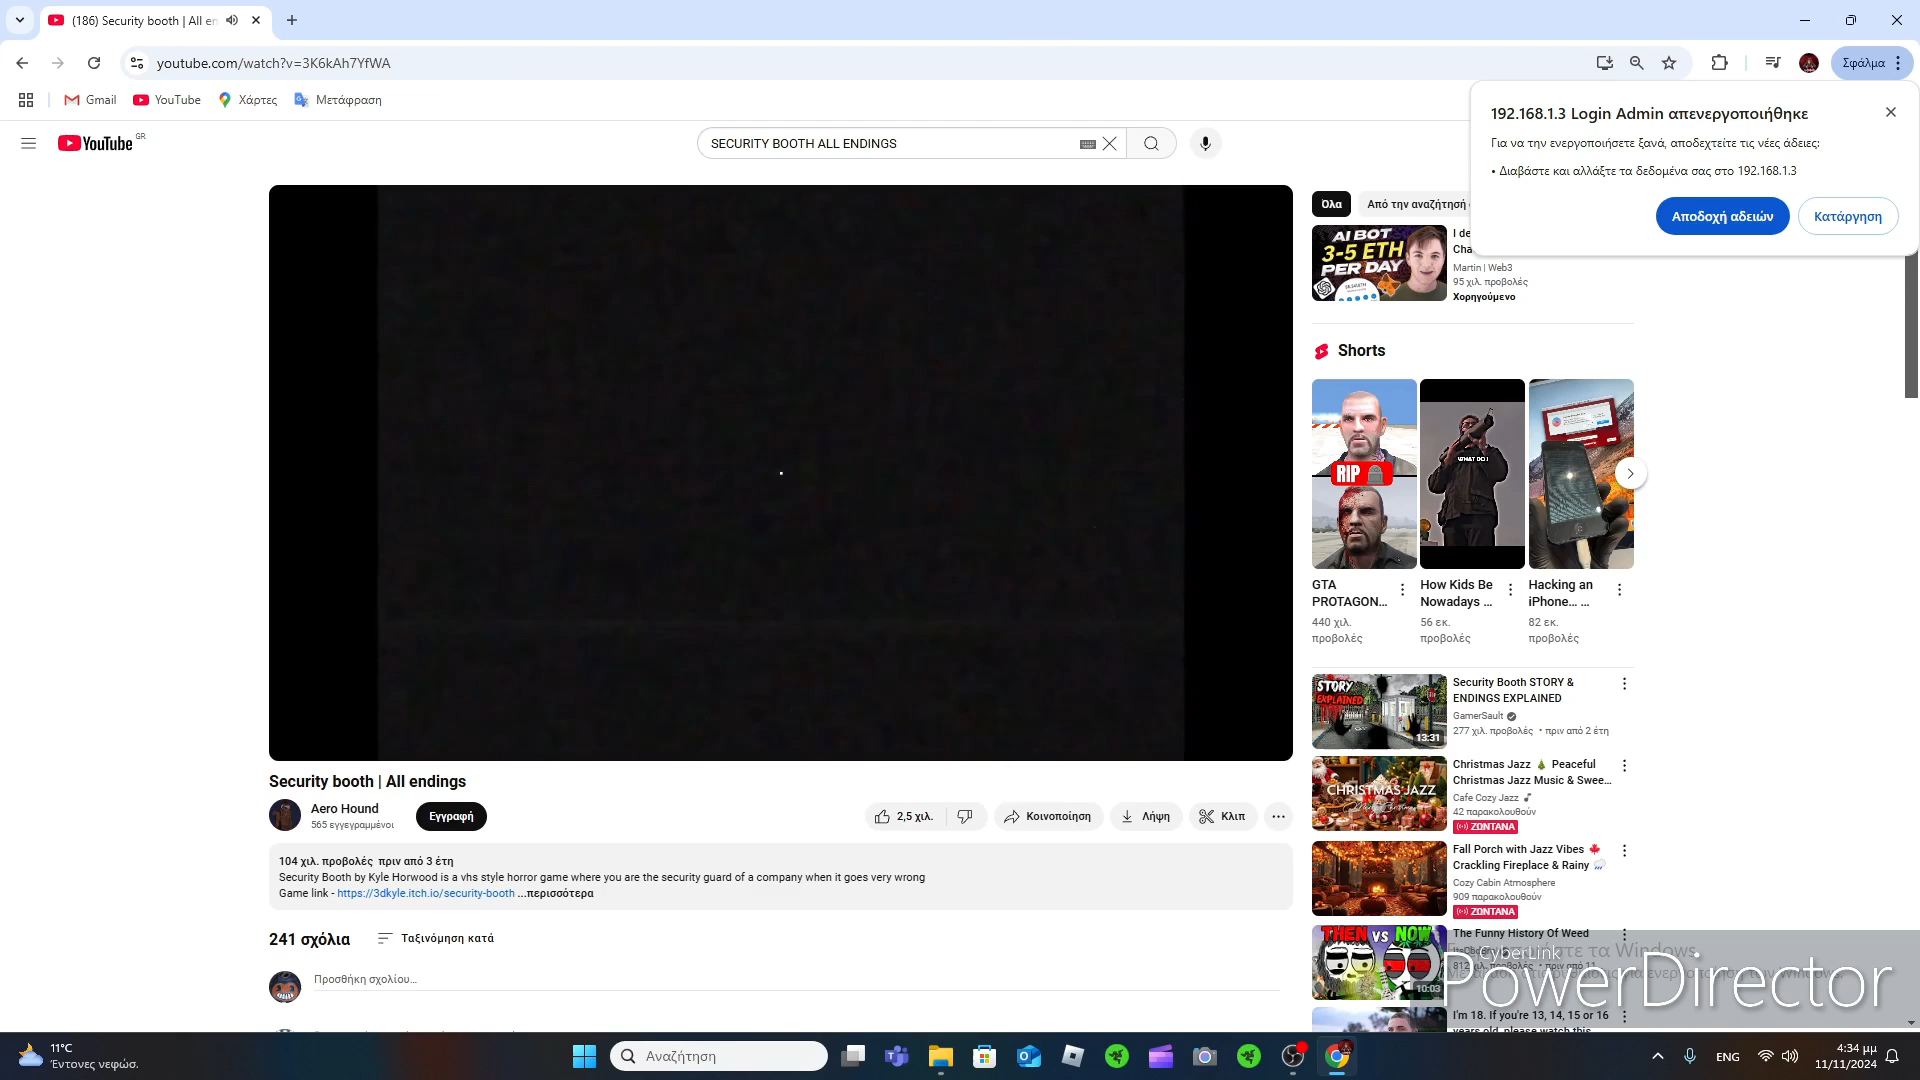 (186) Security booth | All en
youtube.com/watch?v=3K6kAh7YfWA
Σφάλμα
Gmail
YouTube
Χάρτες
Μετάφραση
192.168.1.3 Login Admin απενεργοποιήθηκε
Για να την ενεργοποιήσετε ξανά, αποδεχτείτε τις νέες άδειες:
• Διαβάστε και αλλάξτε τα δεδομένα σας στο 192.168.1.3
Αποδοχή αδειών
Κατάργηση
YouTube GR
SECURITY BOOTH ALL ENDINGS
Όλα
Από την αναζήτησή
AI BOT
3-5 ETH
PER DAY
I de
Cha
Martin | Web3
95 χιλ. προβολές
Χορηγούμενο
Shorts
RIP
WHAT DO I
GTA
PROTAGON...
440 χιλ.
προβολές
How Kids Be
Nowadays ...
56 εκ.
προβολές
Hacking an
iPhone... ...
82 εκ.
προβολές
STORY
EXPLAINED
13:31
Security Booth STORY &
ENDINGS EXPLAINED
GamerSault
277 χιλ. προβολές • πριν από 2 έτη
CHRISTMAS JAZZ
Christmas Jazz 🎄 Peaceful
Christmas Jazz Music & Swee...
Cafe Cozy Jazz
42 παρακολουθούν
ΖΩΝΤΑΝΑ
Fall Porch with Jazz Vibes 🍁
Crackling Fireplace & Rainy
Cozy Cabin Atmosphere
909 παρακολουθούν
ΖΩΝΤΑΝΑ
THEN VS NOW
10:03
The Funny History Of Weed
I'm 18. If you're 13, 14, 15 or 16
years old, please watch this
CyberLink
PowerDirector
Security booth | All endings
Aero Hound
565 εγγεγραμμένοι
Εγγραφή
2,5 χιλ.
Κοινοποίηση
Λήψη
Κλιπ
104 χιλ. προβολές πριν από 3 έτη
Security Booth by Kyle Horwood is a vhs style horror game where you are the security guard of a company when it goes very wrong
Game link - https://3dkyle.itch.io/security-booth ...περισσότερα
241 σχόλια
Ταξινόμηση κατά
Προσθήκη σχολίου...
11°C
Έντονες νεφώσ.
Αναζήτηση
ENG
4:34 μμ
11/11/2024